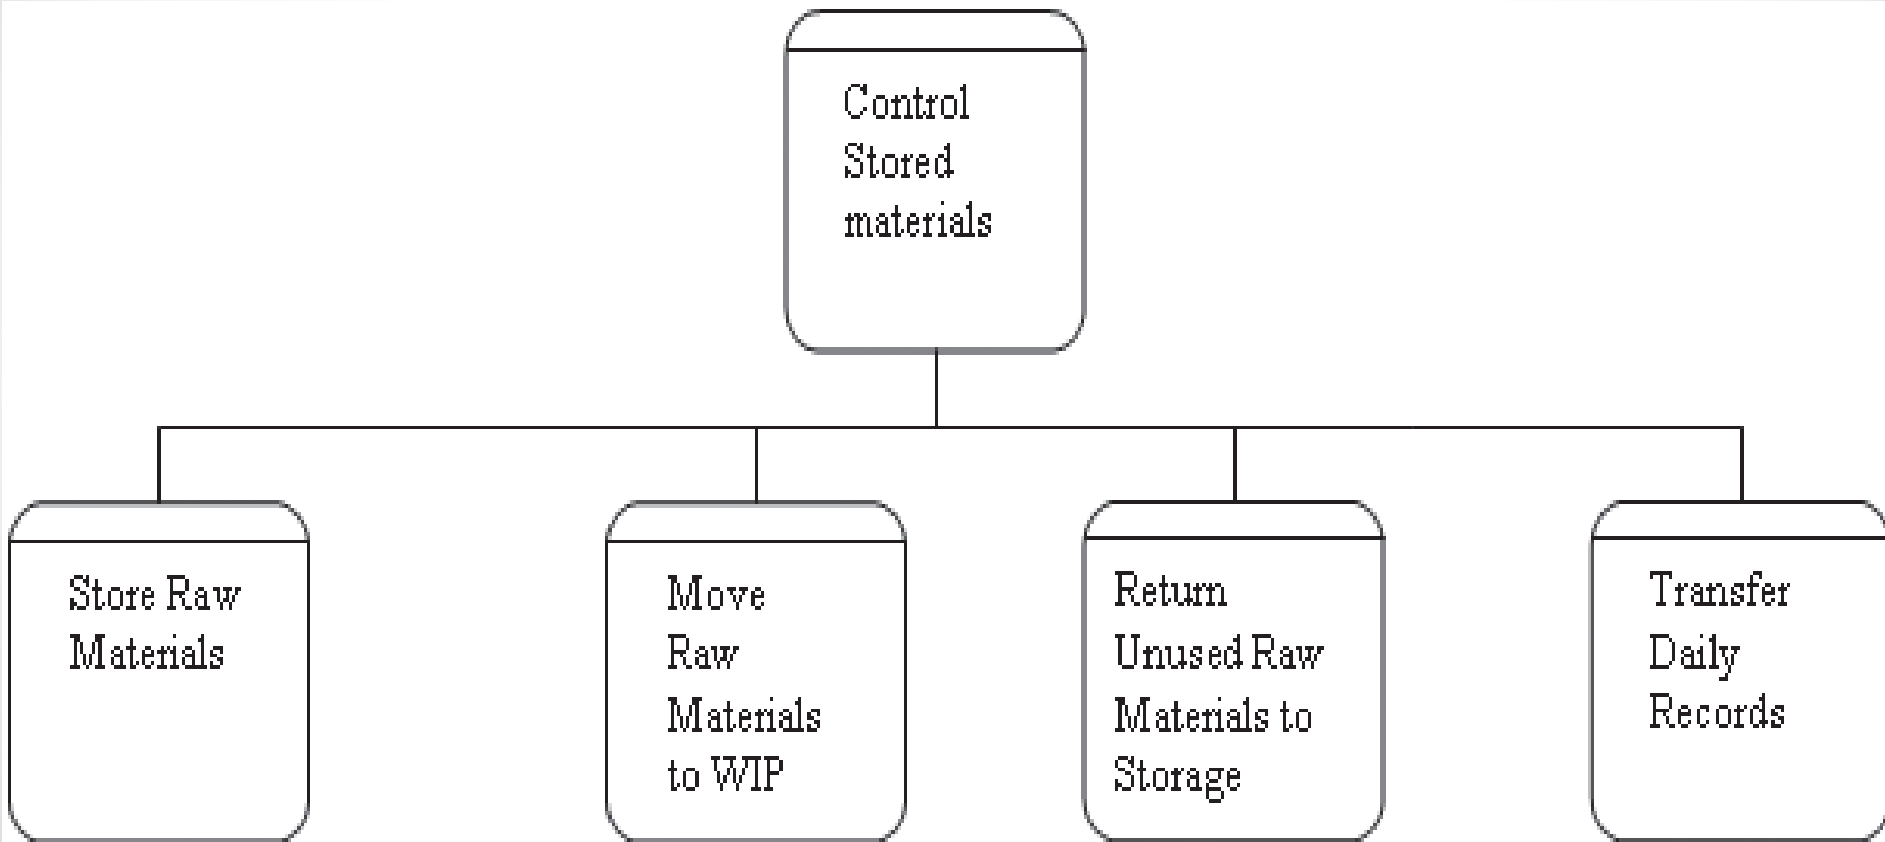 Control
Stored
materials
Store Raw
Materials
Move
Raw
Materials
to WIP
Return
Unused Raw
Materials to
Storage
Transfer
Daily
Records